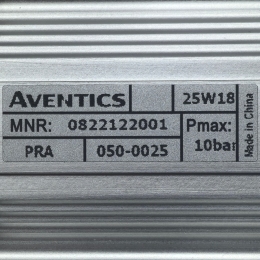 AVENTICS 25W18
MNR: 0822122001 Pmax:
10bar
PRA 050-0025
Made in China